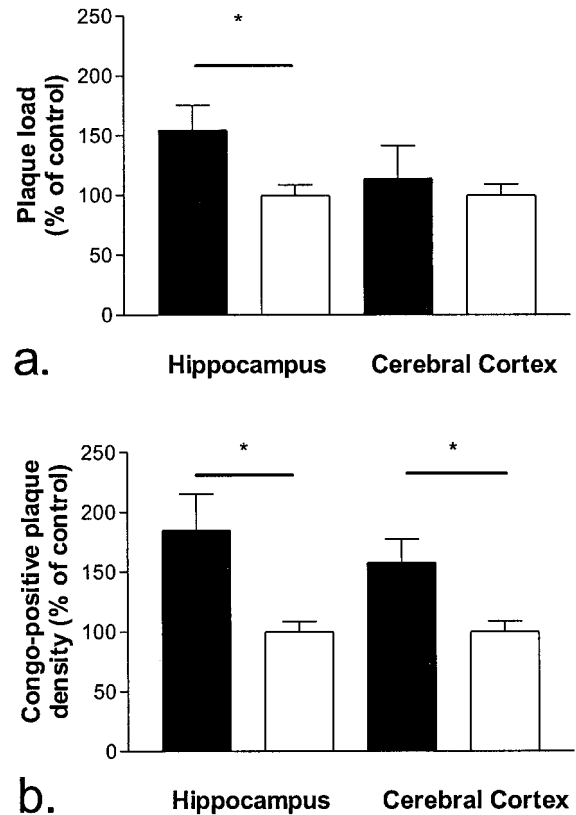 250
200
150
100
50
0
Plaque load
(% of control)
*
Hippocampus
Cerebral Cortex
a.
250
200
150
100
50
0
Congo-positive plaque
density (% of control)
*
*
Hippocampus
Cerebral Cortex
b.